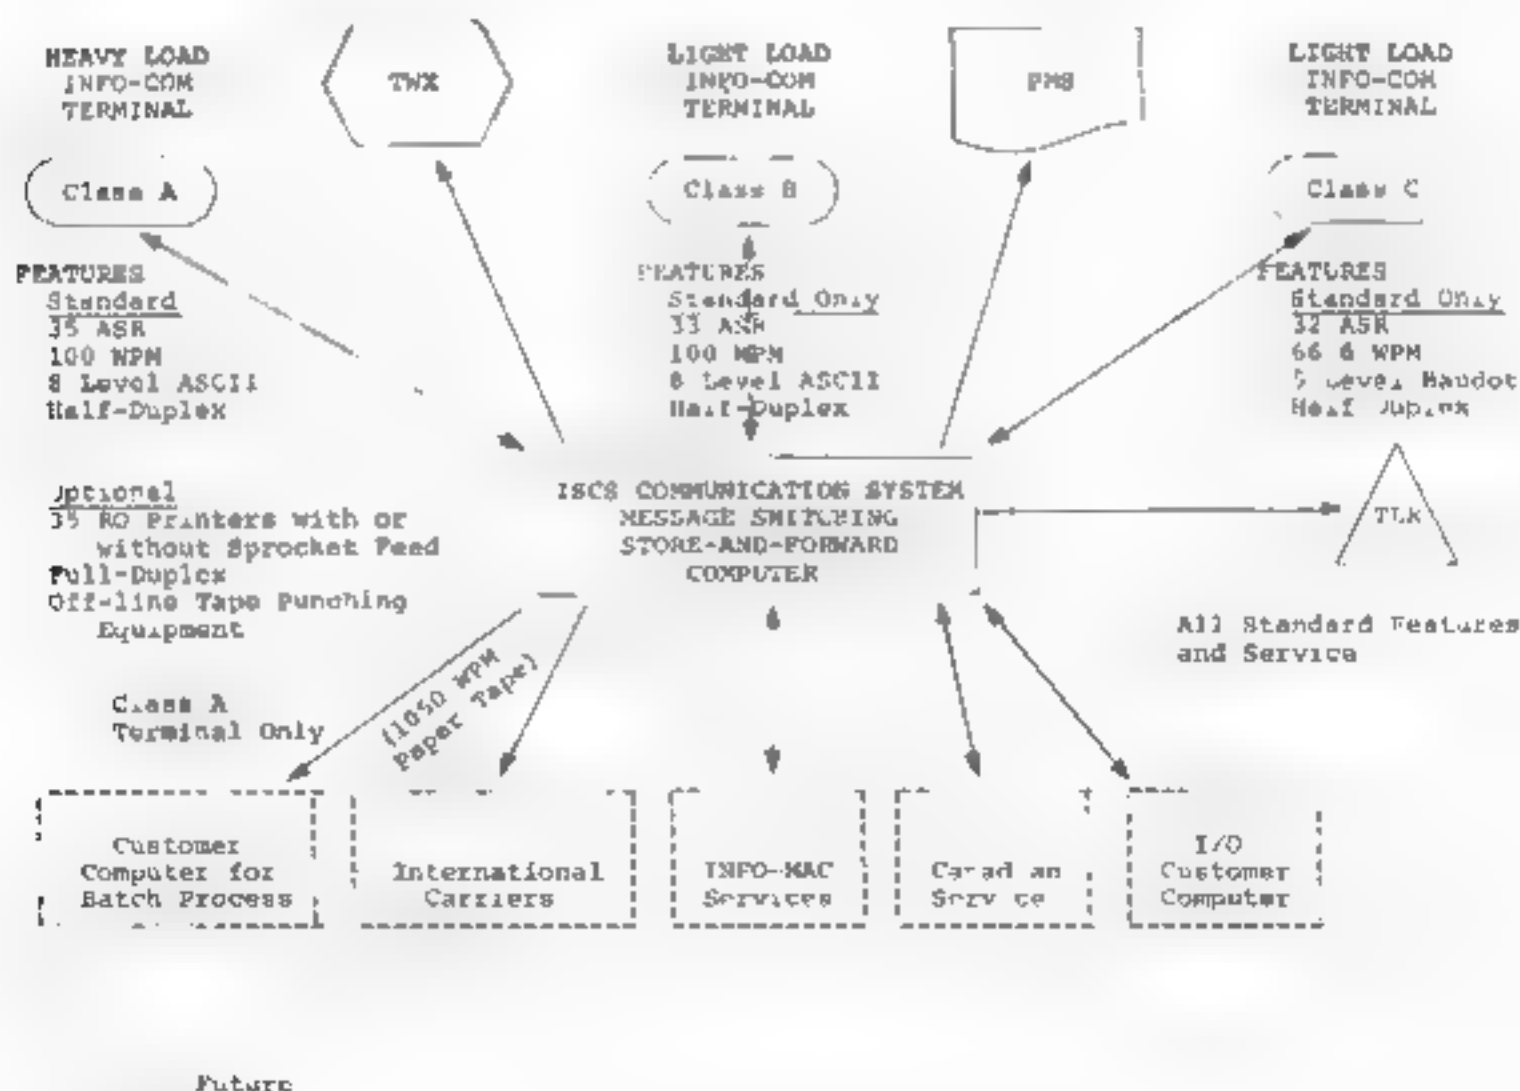 HEAVY LOAD
INFO-COM
TERMINAL
TWX
LIGHT LOAD
INFO-COM
TERMINAL
PMS
LIGHT LOAD
INFO-COM
TERMINAL
Class A
Class B
Class C
FEATURES
Standard
35 ASR
100 WPM
8 Level ASCII
Half-Duplex
FEATURES
Standard Only
33 ASR
100 WPM
8 Level ASCII
Half-Duplex
FEATURES
Standard Only
32 ASR
66 6 WPM
5 Level Baudot
Half Duplex
Optional
35 RO Printers with or
without Sprocket Feed
Full-Duplex
Off-line Tape Punching
Equipment
Class A
Terminal Only
ISCS COMMUNICATION SYSTEM
MESSAGE SWITCHING
STORE-AND-FORWARD
COMPUTER
TLX
All Standard Features
and Service
(1050 WPM
Paper Tape)
Customer
Computer for
Batch Process
International
Carriers
INFO-MAC
Services
Canadian
Service
I/O
Customer
Computer
Future